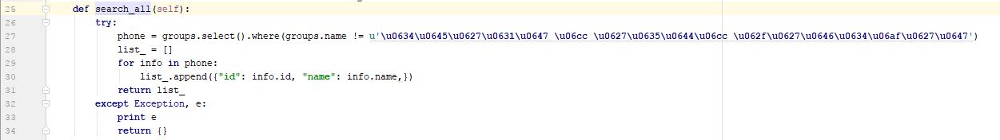 25 def search_all(self):
26 try:
27 phone = groups.select().where(groups.name != u'\u0634\u0645\u0627\u0631\u0647 \u06cc \u0627\u0635\u0644\u06cc \u062f\u0627\u0646\u0634\u06af\u0627\u0647')
28 list_ = []
29 for info in phone:
30 list_.append({"id": info.id, "name": info.name,})
31 return list_
32 except Exception, e:
33 print e
34 return {}